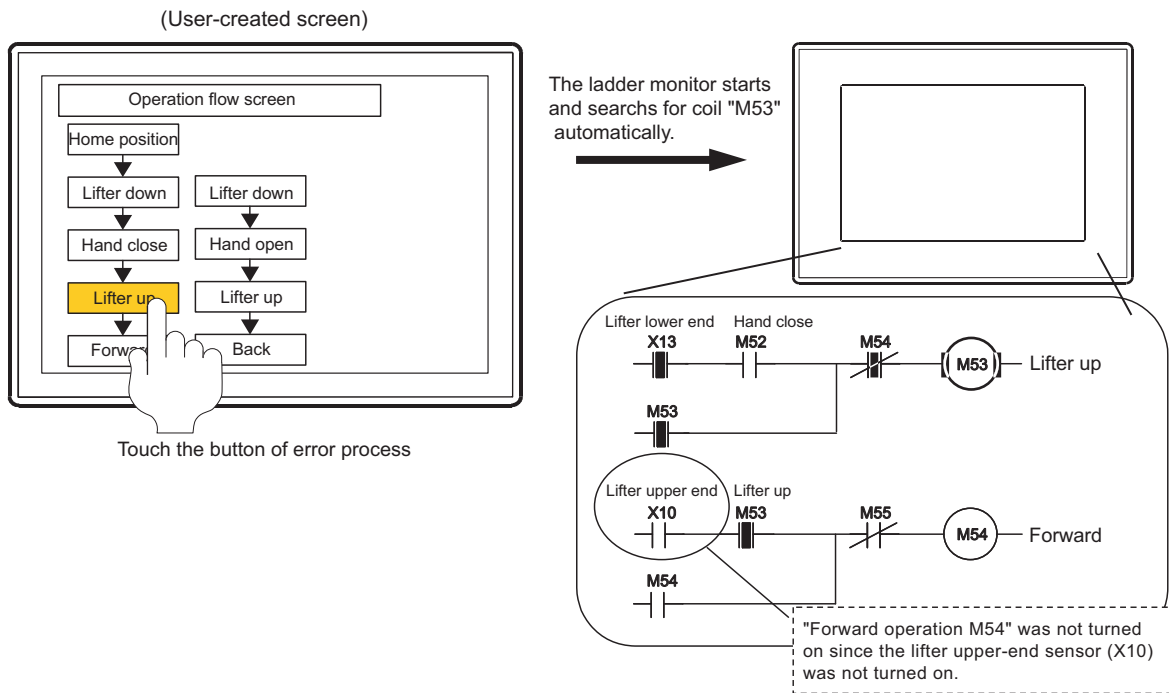 (User-created screen)
Operation flow screen
Home position
Lifter down
Hand close
Lifter up
Forward
Lifter down
Hand open
Lifter up
Back
Touch the button of error process
The ladder monitor starts
and searchs for coil "M53"
automatically.
Lifter lower end
Hand close
X13
M52
M54
M53
Lifter up
M53
Lifter upper end
Lifter up
X10
M53
M55
M54
Forward
M54
"Forward operation M54" was not turned
on since the lifter upper-end sensor (X10)
was not turned on.